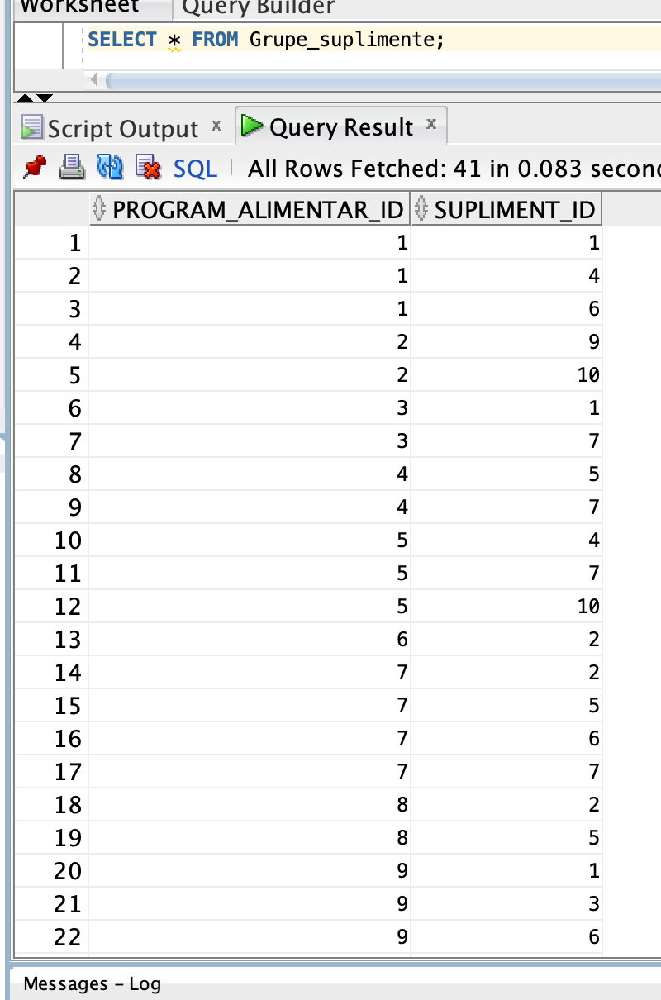 Worksheet Query Builder
SELECT * FROM Grupe_suplimente;
Script Output x Query Result x
SQL All Rows Fetched: 41 in 0.083
PROGRAM_ALIMENTAR_ID SUPLIMENT_ID
1 1 1
2 1 4
3 1 6
4 2 9
5 2 10
6 3 1
7 3 7
8 4 5
9 4 7
10 5 4
11 5 7
12 5 10
13 6 2
14 7 2
15 7 5
16 7 6
17 7 7
18 8 2
19 8 5
20 9 1
21 9 3
22 9 6
Messages - Log